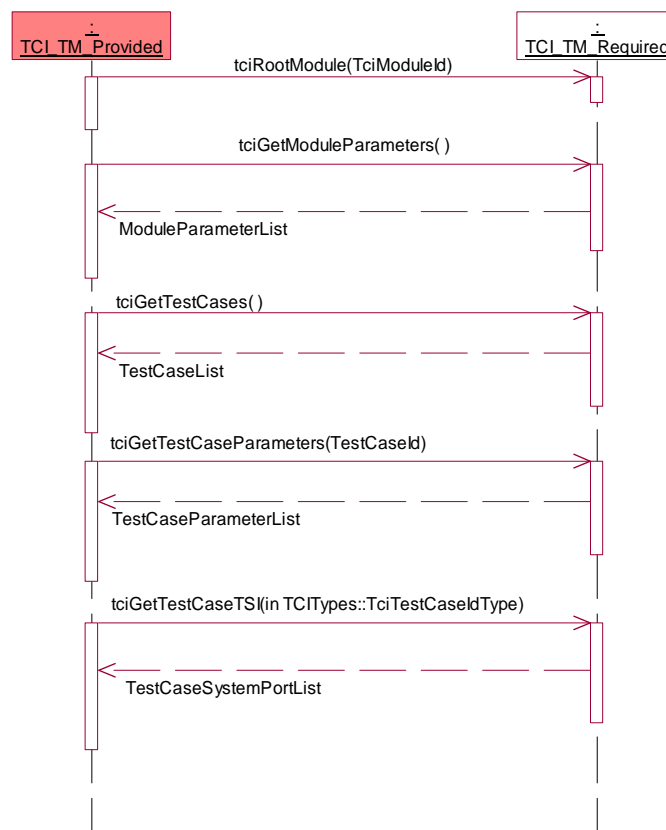 :
TCI_TM_Provided
:
TCI_TM_Required
tciRootModule(TciModuleId)
tciGetModuleParameters( )
ModuleParameterList
tciGetTestCases( )
TestCaseList
tciGetTestCaseParameters(TestCaseId)
TestCaseParameterList
tciGetTestCaseTSI(in TCITypes::TciTestCaseIdType)
TestCaseSystemPortList